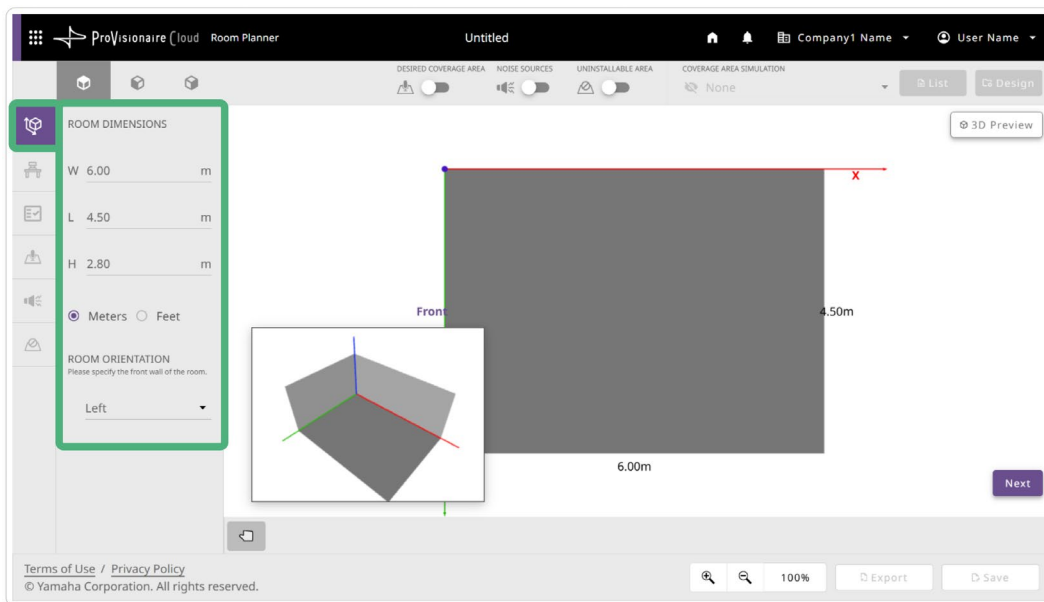 ProVisionaire Cloud Room Planner
Untitled
Company1 Name
User Name
DESIRED COVERAGE AREA
NOISE SOURCES
UNINSTALLABLE AREA
COVERAGE AREA SIMULATION
None
List
Design
3D Preview
ROOM DIMENSIONS
W 6.00 m
L 4.50 m
H 2.80 m
Meters Feet
ROOM ORIENTATION
Please specify the front wall of the room.
Left
X
Front
4.50m
6.00m
Next
Terms of Use / Privacy Policy
© Yamaha Corporation. All rights reserved.
100%
Export
Save